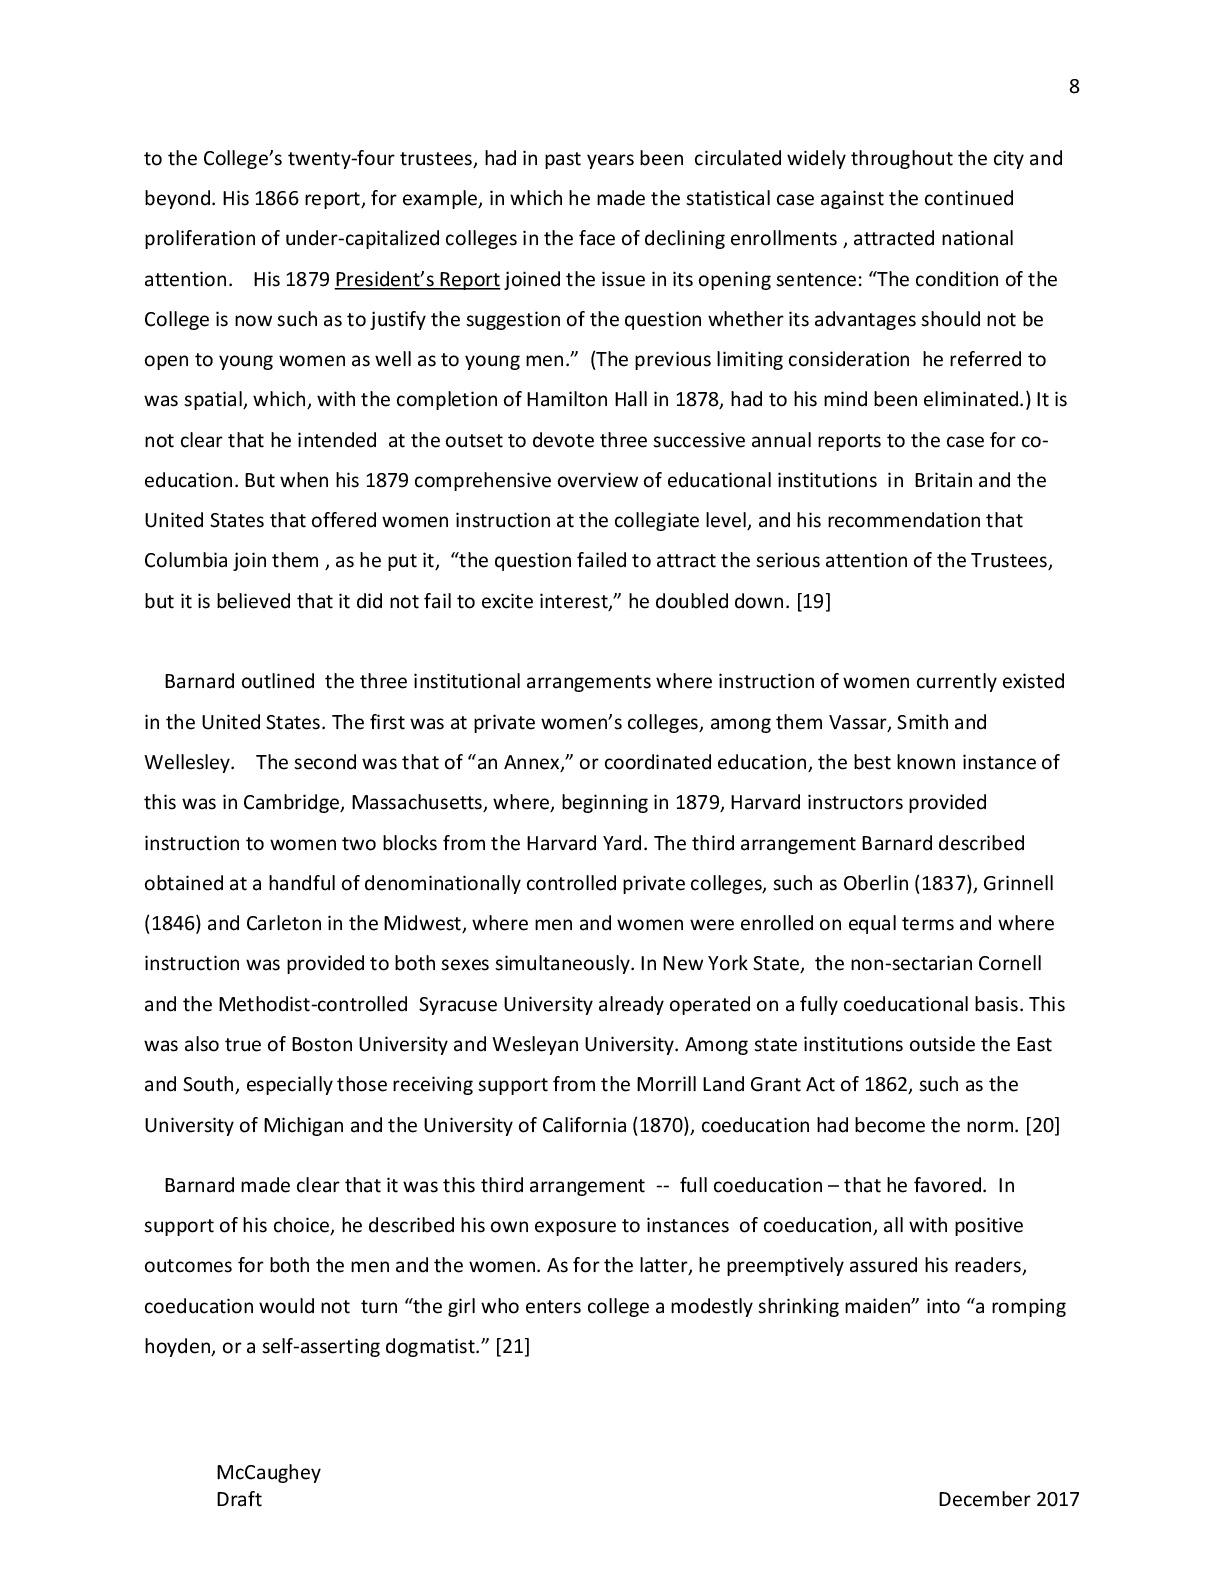 8
to the College’s twenty-four trustees, had in past years been  circulated widely throughout the city and
beyond. His 1866 report, for example, in which he made the statistical case against the continued
proliferation of under-capitalized colleges in the face of declining enrollments , attracted national
attention.    His 1879 President’s Report joined the issue in its opening sentence: “The condition of the
College is now such as to justify the suggestion of the question whether its advantages should not be
open to young women as well as to young men.”  (The previous limiting consideration  he referred to
was spatial, which, with the completion of Hamilton Hall in 1878, had to his mind been eliminated.) It is
not clear that he intended  at the outset to devote three successive annual reports to the case for co-
education. But when his 1879 comprehensive overview of educational institutions  in  Britain and the
United States that offered women instruction at the collegiate level, and his recommendation that
Columbia join them , as he put it,  “the question failed to attract the serious attention of the Trustees,
but it is believed that it did not fail to excite interest,” he doubled down. [19]
Barnard outlined  the three institutional arrangements where instruction of women currently existed
in the United States. The first was at private women’s colleges, among them Vassar, Smith and
Wellesley.    The second was that of “an Annex,” or coordinated education, the best known instance of
this was in Cambridge, Massachusetts, where, beginning in 1879, Harvard instructors provided
instruction to women two blocks from the Harvard Yard. The third arrangement Barnard described
obtained at a handful of denominationally controlled private colleges, such as Oberlin (1837), Grinnell
(1846) and Carleton in the Midwest, where men and women were enrolled on equal terms and where
instruction was provided to both sexes simultaneously. In New York State,  the non-sectarian Cornell
and the Methodist-controlled  Syracuse University already operated on a fully coeducational basis. This
was also true of Boston University and Wesleyan University. Among state institutions outside the East
and South, especially those receiving support from the Morrill Land Grant Act of 1862, such as the
University of Michigan and the University of California (1870), coeducation had become the norm. [20]
Barnard made clear that it was this third arrangement  --  full coeducation – that he favored.  In
support of his choice, he described his own exposure to instances  of coeducation, all with positive
outcomes for both the men and the women. As for the latter, he preemptively assured his readers,
coeducation would not  turn “the girl who enters college a modestly shrinking maiden” into “a romping
hoyden, or a self-asserting dogmatist.” [21]
McCaughey
Draft December 2017